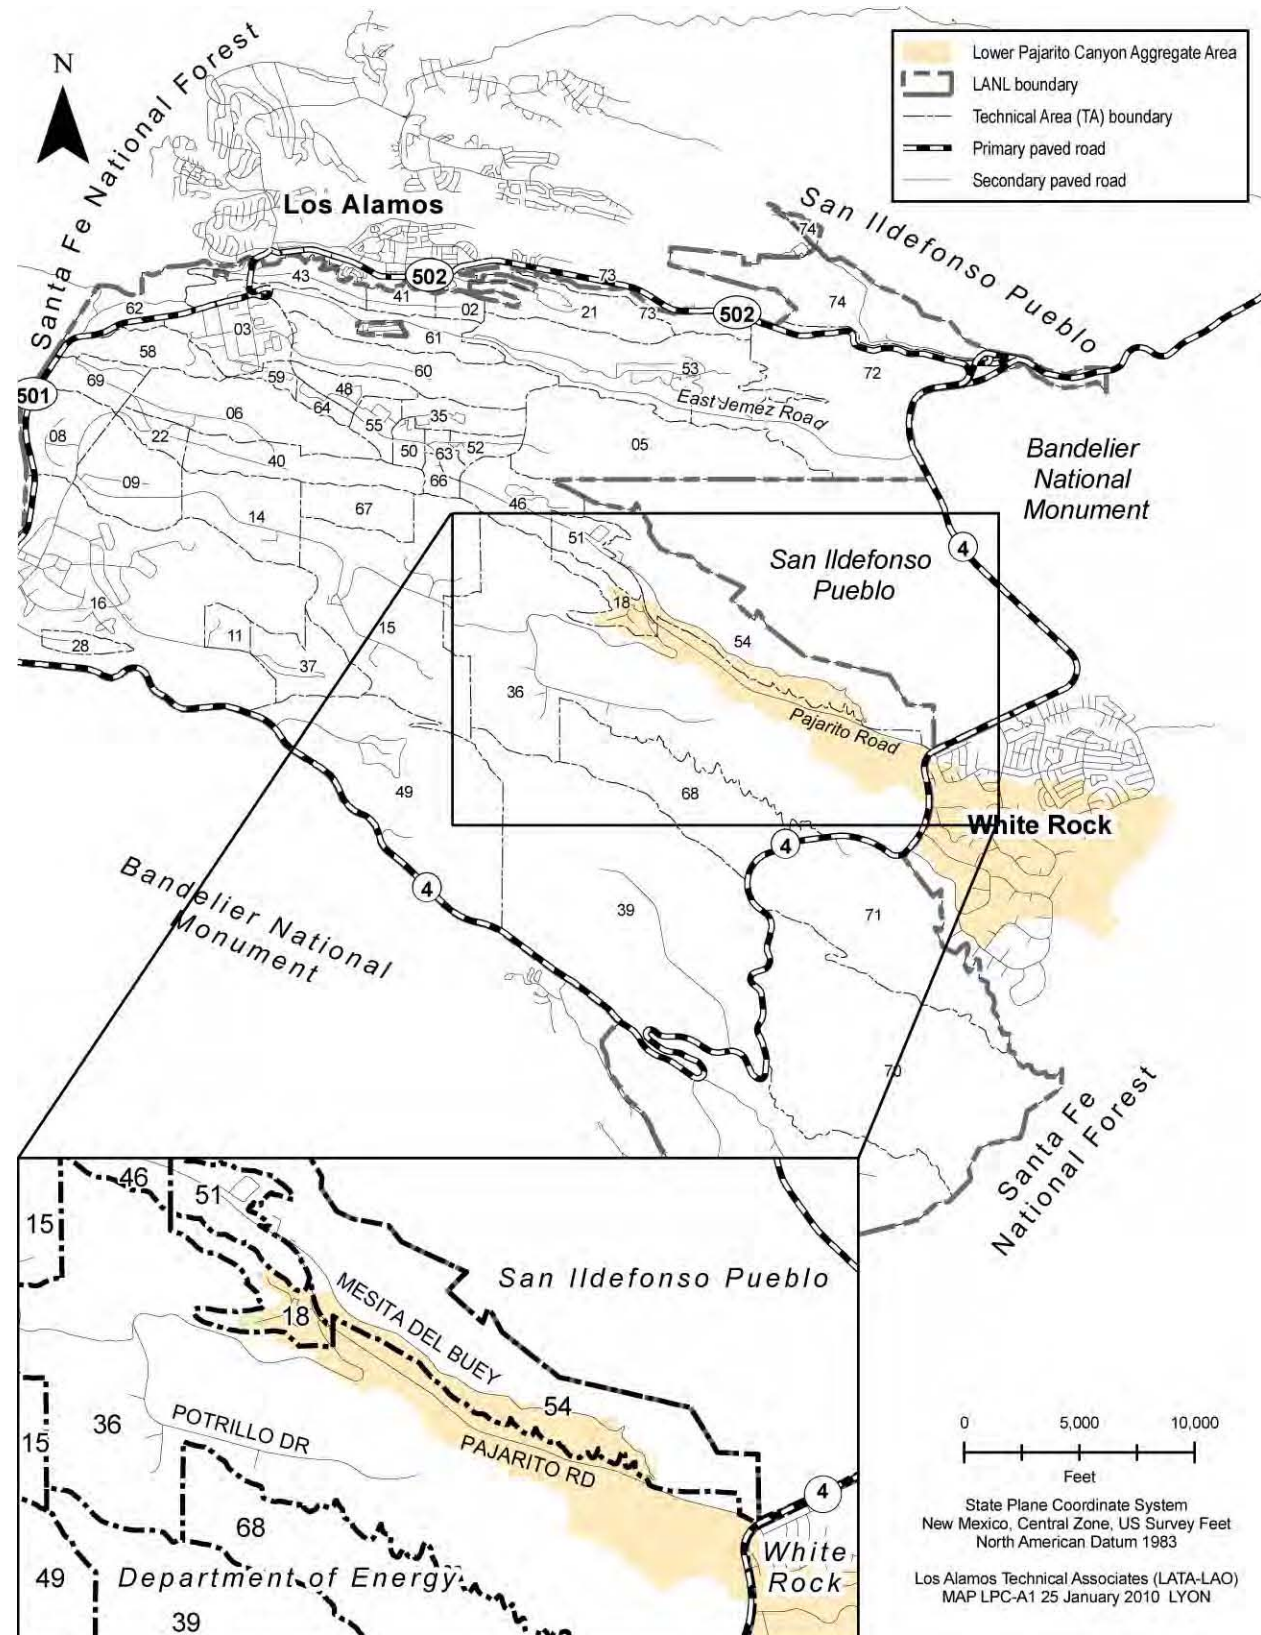 Lower Pajarito Canyon Aggregate Area
LANL boundary
Technical Area (TA) boundary
Primary paved road
Secondary paved road
N
Santa Fe National Forest
Los Alamos
San Ildefonso Pueblo
74
74
43
502
73
41
62
02
21
73
502
03
61
58
60
53
72
59
69
48
501
64
East Jemez Road
06
35
55
08
22
05
50
63
52
Bandelier
National
Monument
40
66
09
46
67
14
51
4
San Ildefonso
Pueblo
16
18
15
11
54
28
37
36
Pajarito Road
49
68
White Rock
4
Bandelier National
Monument
4
39
71
70
Santa Fe
National Forest
46
51
15
San Ildefonso Pueblo
MESITA DEL BUEY
18
54
36
POTRILLO DR
15
PAJARITO RD
4
68
White
Rock
49
Department of Energy
39
0 5,000 10,000
Feet
State Plane Coordinate System
New Mexico, Central Zone, US Survey Feet
North American Datum 1983
Los Alamos Technical Associates (LATA-LAO)
MAP LPC-A1 25 January 2010 LYON